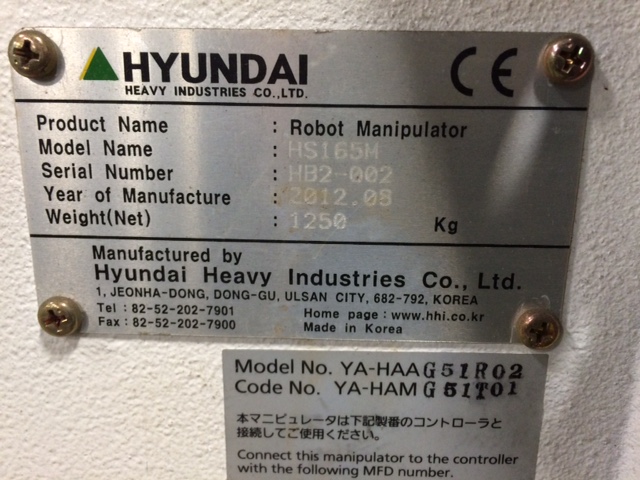 HYUNDAI
HEAVY INDUSTRIES CO.,LTD.
CE
Product Name : Robot Manipulator
Model Name : HS165M
Serial Number : HB2-002
Year of Manufacture : 2012.08
Weight(Net) : 1250 Kg
Manufactured by
Hyundai Heavy Industries Co., Ltd.
1, JEONHA-DONG, DONG-GU, ULSAN CITY, 682-792, KOREA
Tel : 82-52-202-7901 Home page : www.hhi.co.kr
Fax : 82-52-202-7900 Made in Korea
Model No. YA-HAAG51R02
Code No. YA-HAMG51T01
本マニピュレータは下記製番のコントローラと
接続してご使用ください。
Connect this manipulator to the controller
with the following MFD number.